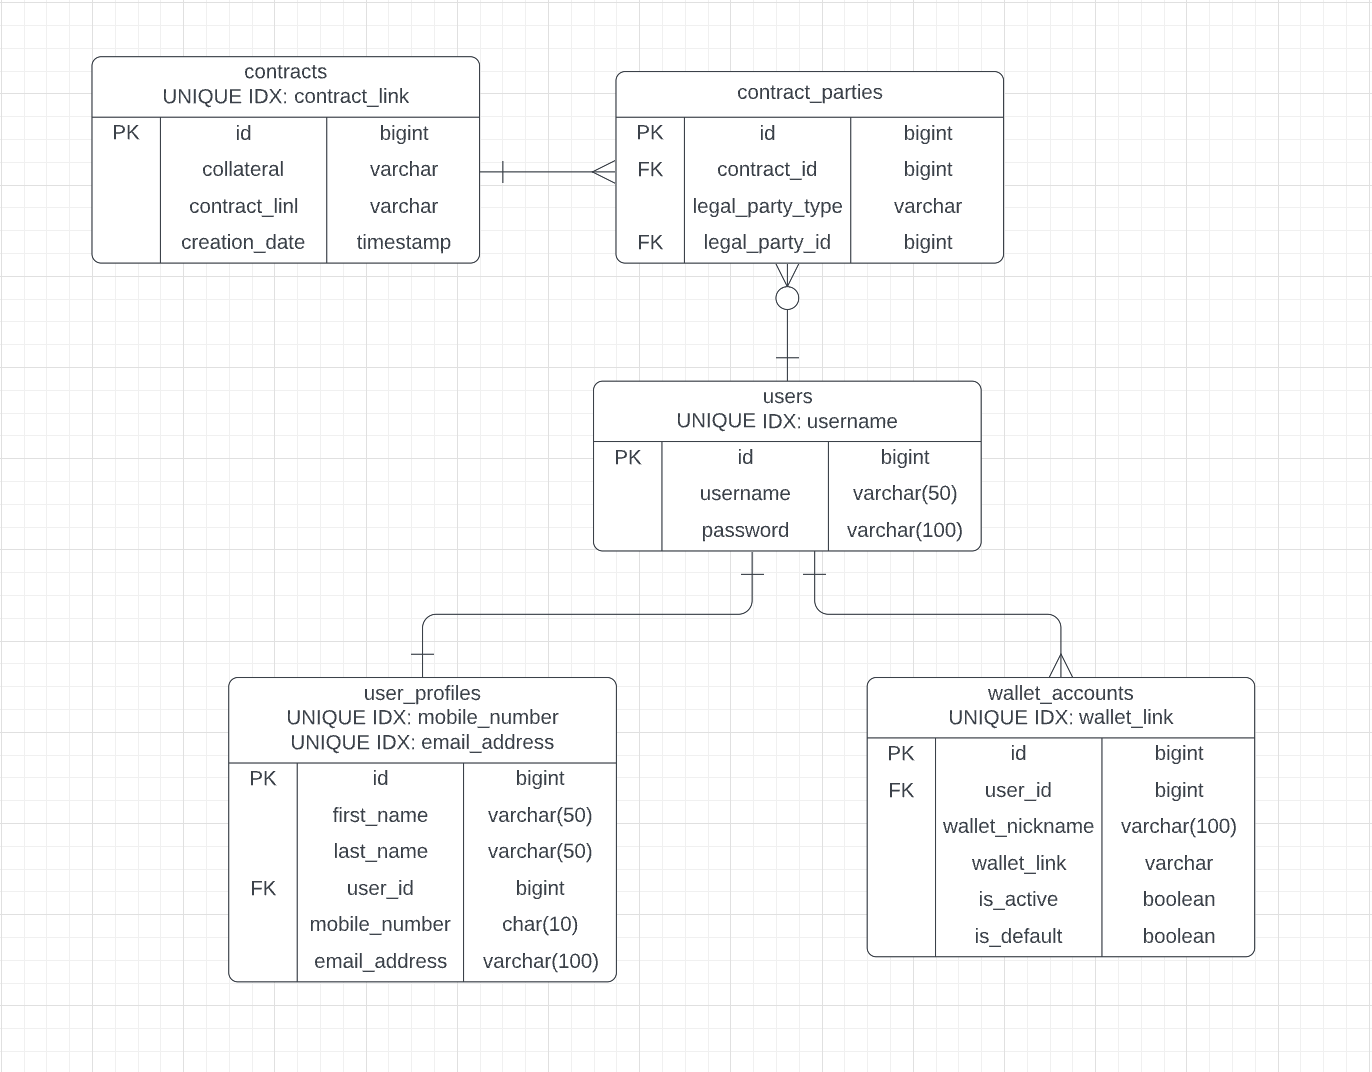 contracts
UNIQUE IDX: contract_link
PK id bigint
collateral varchar
contract_linl varchar
creation_date timestamp
contract_parties
PK id bigint
FK contract_id bigint
legal_party_type varchar
FK legal_party_id bigint
users
UNIQUE IDX: username
PK id bigint
username varchar(50)
password varchar(100)
user_profiles
UNIQUE IDX: mobile_number
UNIQUE IDX: email_address
PK id bigint
first_name varchar(50)
last_name varchar(50)
FK user_id bigint
mobile_number char(10)
email_address varchar(100)
wallet_accounts
UNIQUE IDX: wallet_link
PK id bigint
FK user_id bigint
wallet_nickname varchar(100)
wallet_link varchar
is_active boolean
is_default boolean